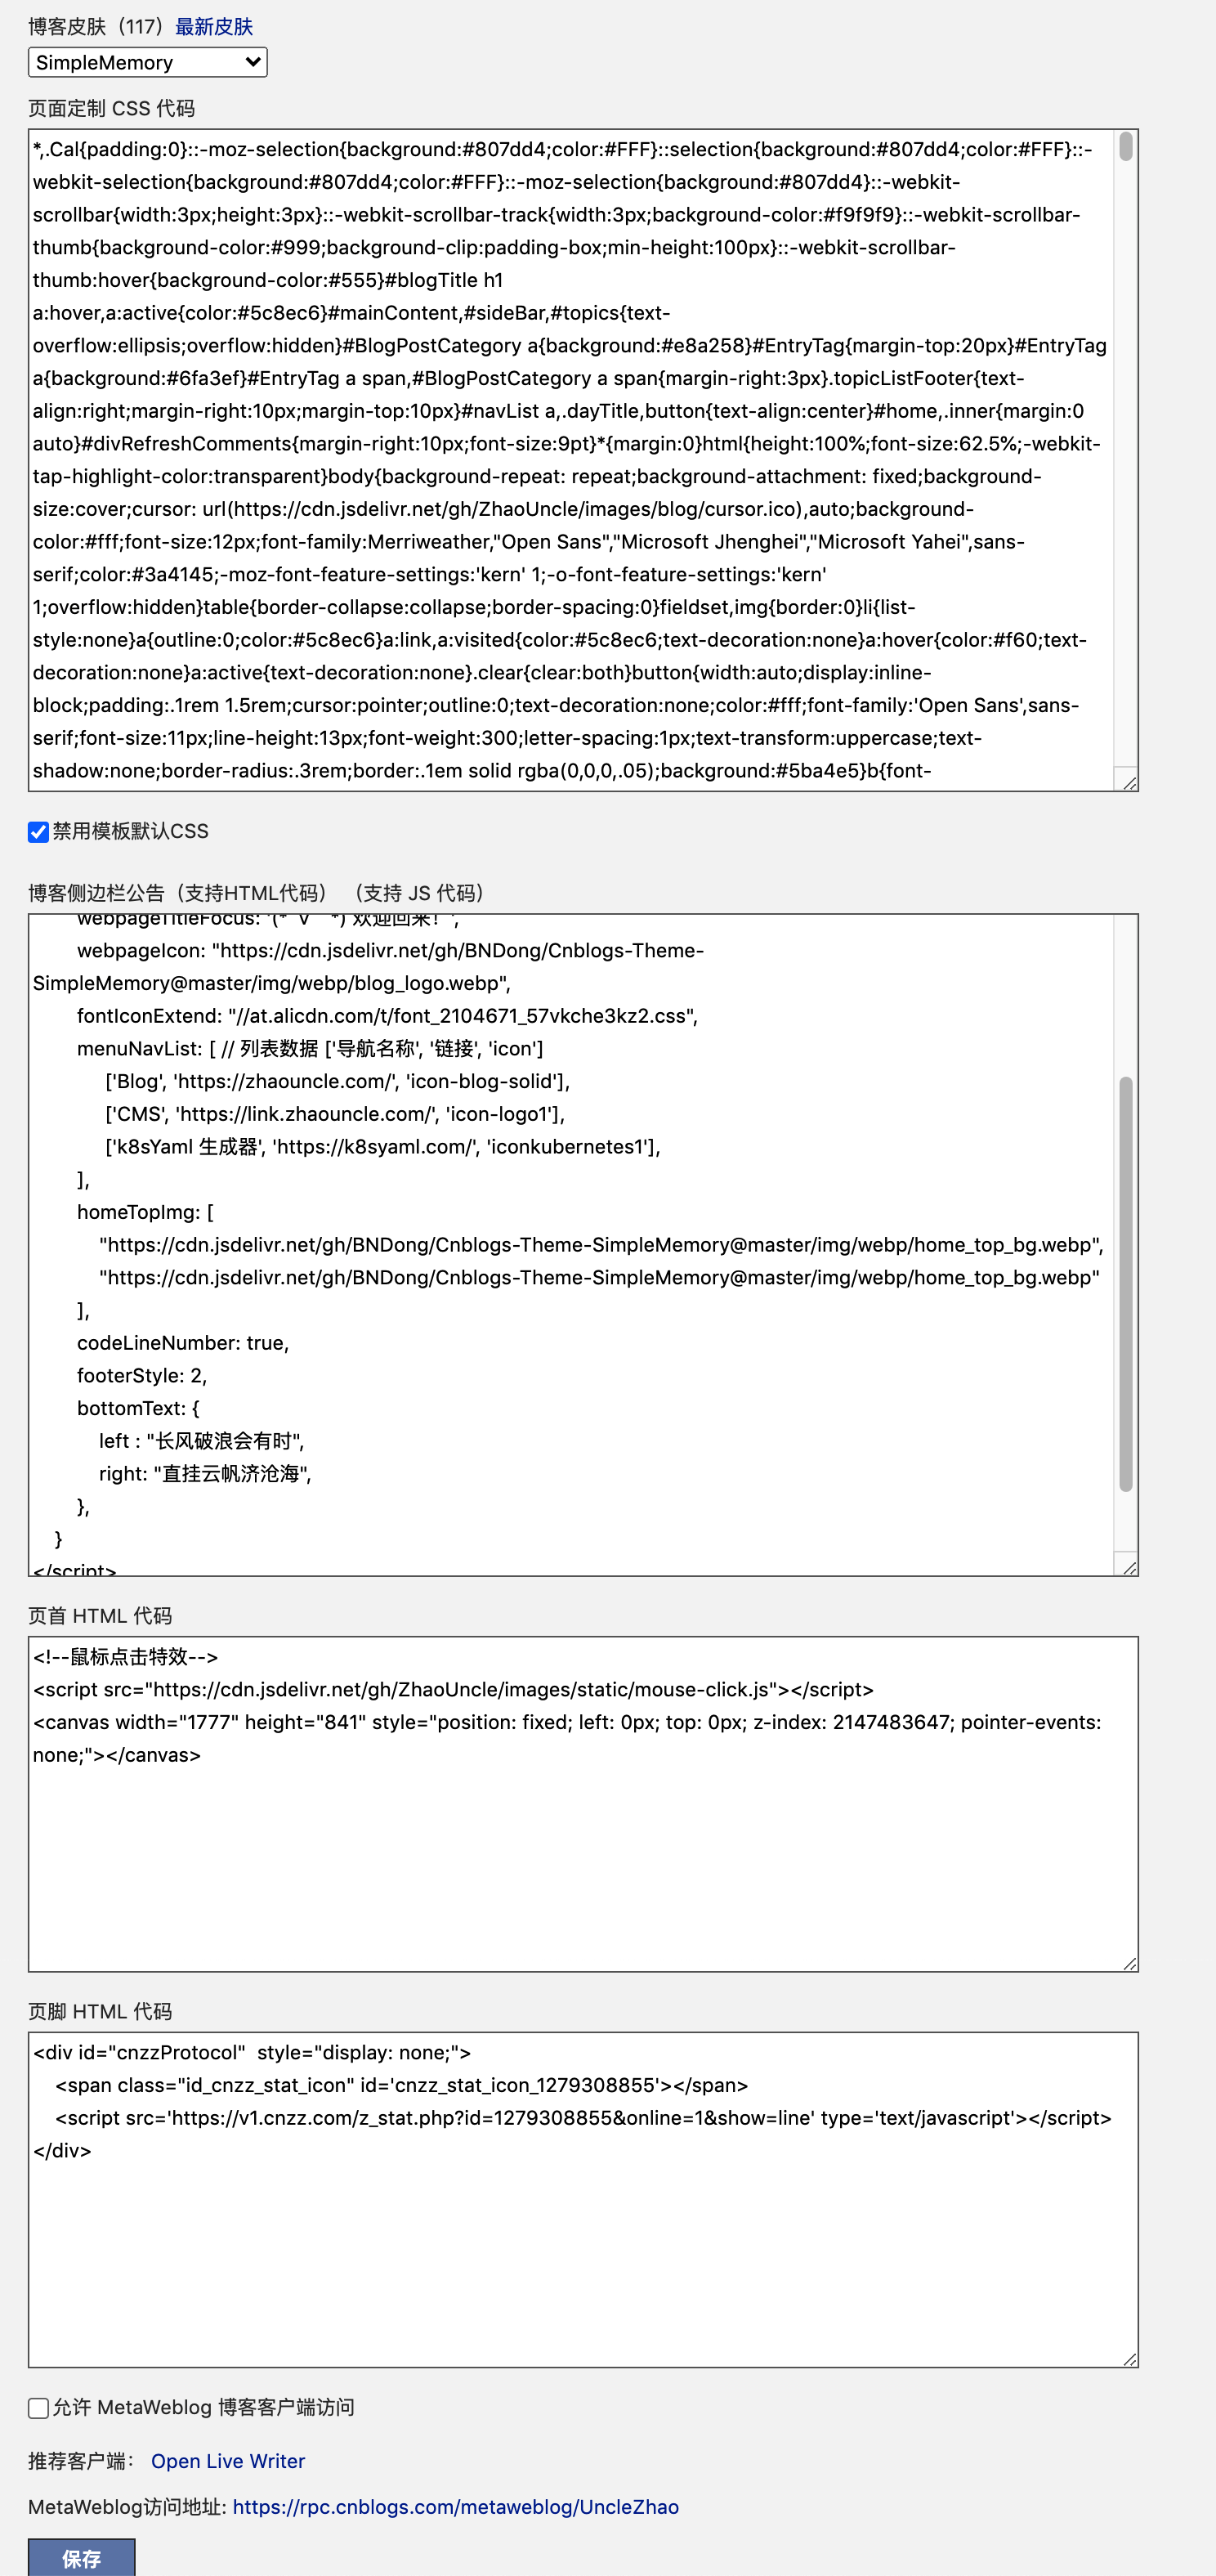 博客皮肤（117）最新皮肤
SimpleMemory
页面定制 CSS 代码
*,.Cal{padding:0}::-moz-selection{background:#807dd4;color:#FFF}::selection{background:#807dd4;color:#FFF}::-
webkit-selection{background:#807dd4;color:#FFF}::-moz-selection{background:#807dd4}::-webkit-
scrollbar{width:3px;height:3px}::-webkit-scrollbar-track{width:3px;background-color:#f9f9f9}::-webkit-scrollbar-
thumb{background-color:#999;background-clip:padding-box;min-height:100px}::-webkit-scrollbar-
thumb:hover{background-color:#555}#blogTitle h1
a:hover,a:active{color:#5c8ec6}#mainContent,#sideBar,#topics{text-
overflow:ellipsis;overflow:hidden}#BlogPostCategory a{background:#e8a258}#EntryTag{margin-top:20px}#EntryTag
a{background:#6fa3ef}#EntryTag a span,#BlogPostCategory a span{margin-right:3px}.topicListFooter{text-
align:right;margin-right:10px;margin-top:10px}#navList a,.dayTitle,button{text-align:center}#home,.inner{margin:0
auto}#divRefreshComments{margin-right:10px;font-size:9pt}*{margin:0}html{height:100%;font-size:62.5%;-webkit-
tap-highlight-color:transparent}body{background-repeat: repeat;background-attachment: fixed;background-
size:cover;cursor: url(https://cdn.jsdelivr.net/gh/ZhaoUncle/images/blog/cursor.ico),auto;background-
color:#fff;font-size:12px;font-family:Merriweather,"Open Sans","Microsoft Jhenghei","Microsoft Yahei",sans-
serif;color:#3a4145;-moz-font-feature-settings:'kern' 1;-o-font-feature-settings:'kern'
1;overflow:hidden}table{border-collapse:collapse;border-spacing:0}fieldset,img{border:0}li{list-
style:none}a{outline:0;color:#5c8ec6}a:link,a:visited{color:#5c8ec6;text-decoration:none}a:hover{color:#f60;text-
decoration:none}a:active{text-decoration:none}.clear{clear:both}button{width:auto;display:inline-
block;padding:.1rem 1.5rem;cursor:pointer;outline:0;text-decoration:none;color:#fff;font-family:'Open Sans',sans-
serif;font-size:11px;line-height:13px;font-weight:300;letter-spacing:1px;text-transform:uppercase;text-
shadow:none;border-radius:.3rem;border:.1em solid rgba(0,0,0,.05);background:#5ba4e5}b{font-
禁用模板默认CSS
博客侧边栏公告（支持HTML代码） （支持 JS 代码）
webpageTitleFocus: 欢迎回来！',
webpageIcon: "https://cdn.jsdelivr.net/gh/BNDong/Cnblogs-Theme-
SimpleMemory@master/img/webp/blog_logo.webp",
fontIconExtend: "//at.alicdn.com/t/font_2104671_57vkche3kz2.css",
menuNavList: [ // 列表数据 ['导航名称', '链接', 'icon']
['Blog', 'https://zhaouncle.com/', 'icon-blog-solid'],
['CMS', 'https://link.zhaouncle.com/', 'icon-logo1'],
['k8sYaml 生成器', 'https://k8syaml.com/', 'iconkubernetes1'],
],
homeTopImg: [
"https://cdn.jsdelivr.net/gh/BNDong/Cnblogs-Theme-SimpleMemory@master/img/webp/home_top_bg.webp",
"https://cdn.jsdelivr.net/gh/BNDong/Cnblogs-Theme-SimpleMemory@master/img/webp/home_top_bg.webp"
],
codeLineNumber: true,
footerStyle: 2,
bottomText: {
left : "长风破浪会有时",
right: "直挂云帆济沧海",
},
}
</script>
页首 HTML 代码
<!--鼠标点击特效-->
<script src="https://cdn.jsdelivr.net/gh/ZhaoUncle/images/static/mouse-click.js"></script>
<canvas width="1777" height="841" style="position: fixed; left: 0px; top: 0px; z-index: 2147483647; pointer-events:
none;"></canvas>
页脚 HTML 代码
<div id="cnzzProtocol"  style="display: none;">
<span class="id_cnzz_stat_icon" id='cnzz_stat_icon_1279308855'></span>
<script src='https://v1.cnzz.com/z_stat.php?id=1279308855&online=1&show=line' type='text/javascript'></script>
</div>
允许 MetaWeblog 博客客户端访问
推荐客户端： Open Live Writer
MetaWeblog访问地址: https://rpc.cnblogs.com/metaweblog/UncleZhao
保存